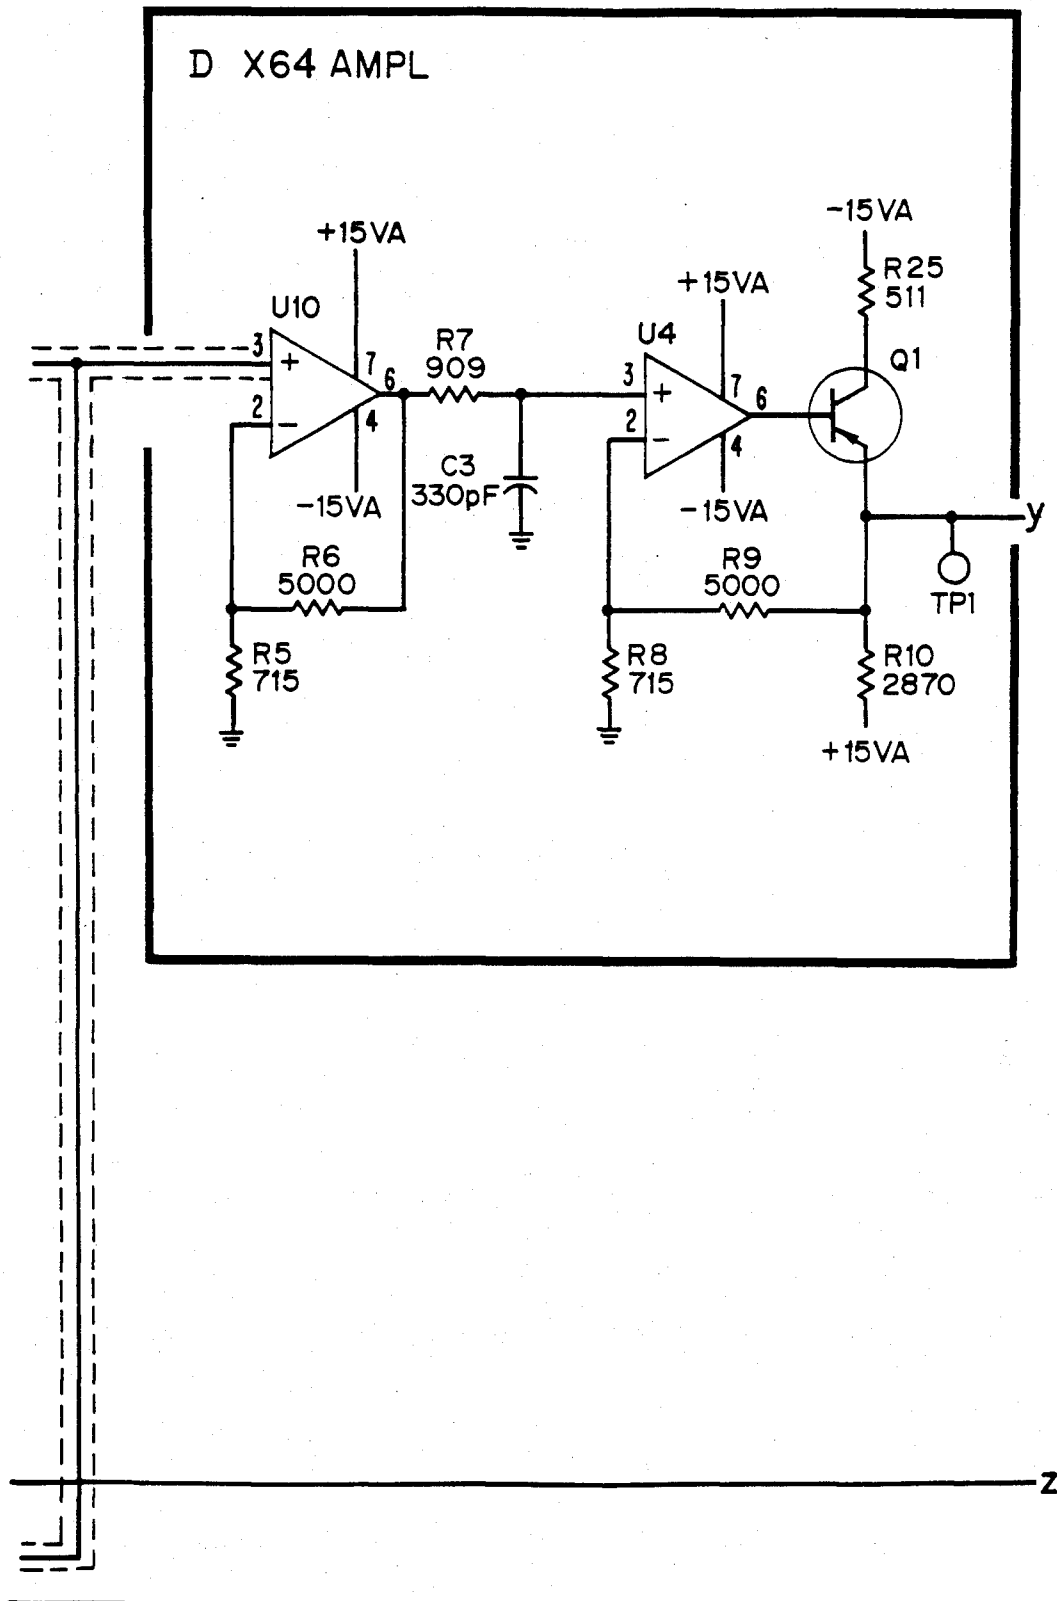 D X64 AMPL
-15VA
+15VA
R25
511
+15VA
U10
U4
Q1
R7
909
3
+
7
6
2
-
4
3
+
7
6
2
-
4
C3
330pF
-15VA
-15VA
y
R6
5000
R9
5000
TP1
R5
715
R8
715
R10
2870
+15VA
z